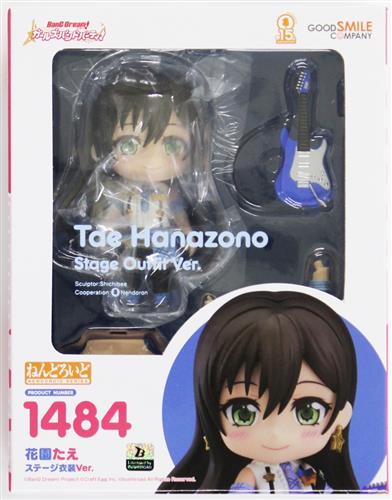 BanG Dream!
ガールズバンドパーティ!
15
GOOD SMILE
COMPANY
Tae Hanazono
Stage Outfit Ver.
Sculptor:Shichibee
Cooperation: Nendoron
ねんどろいど
NENDOROID SERIES
PRODUCT NUMBER
1484
花園たえ
ステージ衣装Ver.
©BanG Dream! Project ©Craft Egg Inc. All Rights Reserved.